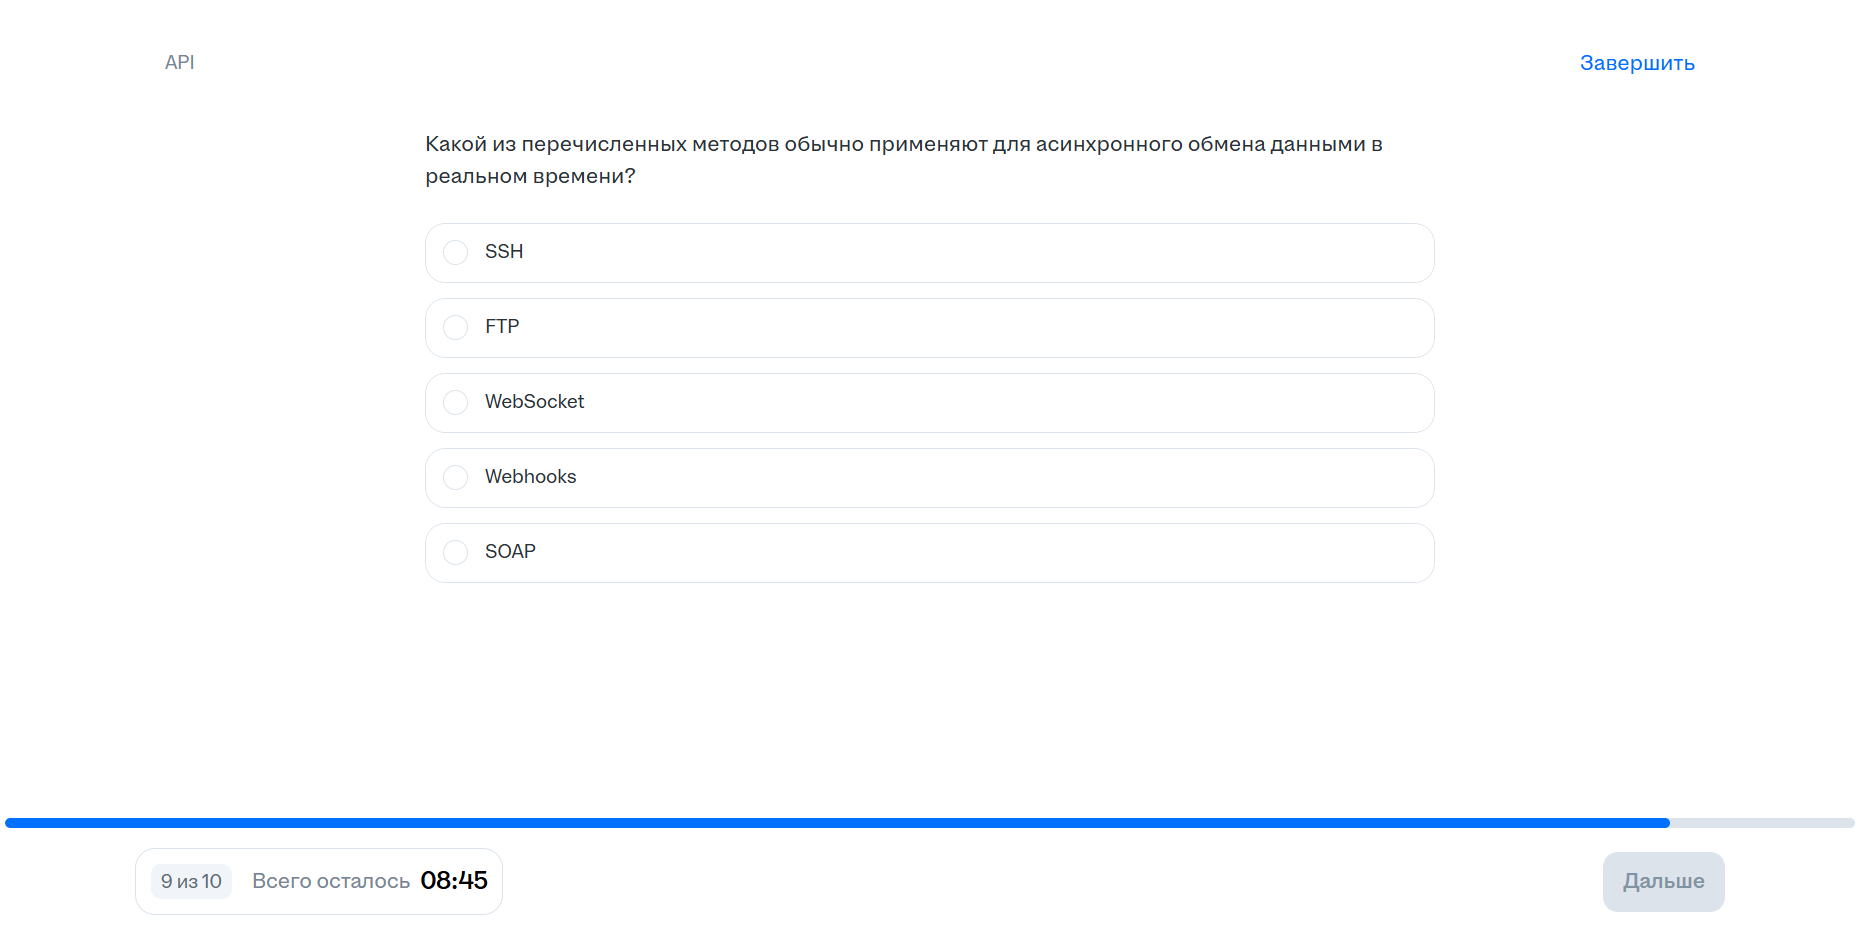 API
Завершить
Какой из перечисленных методов обычно применяют для асинхронного обмена данными в
реальном времени?
SSH
FTP
WebSocket
Webhooks
SOAP
9 из 10
Всего осталось 08:45
Дальше